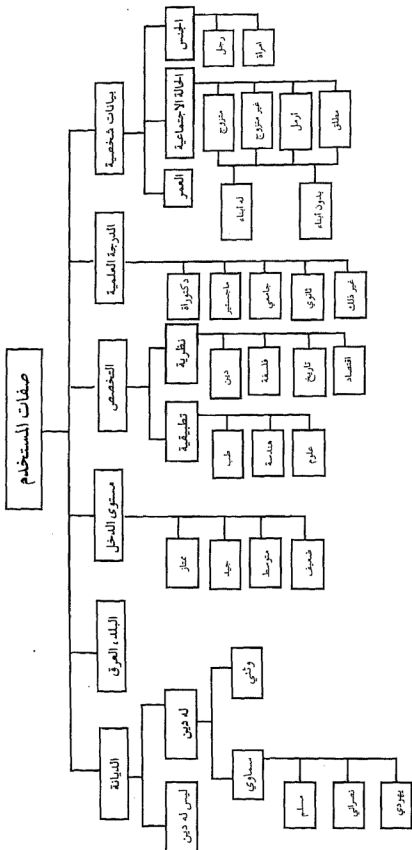 صفات المستخدم
بيانات شخصية
الجنس
رجل
امرأة
الحالة الاجتماعية
متزوج
غير متزوج
أرمل
مطلق
له أبناء
بدون أبناء
العمر
الدرجة العلمية
دكتوراة
ماجستير
جامعي
ثانوي
غير ذلك
التخصص
نظرية
دين
فلسفة
تاريخ
اقتصاد
تطبيقية
طب
هندسة
علوم
مستوى الدخل
ممتاز
جيد
متوسط
ضعيف
البلد، العرق
الديانة
له دين
وثني
سماوي
مسلم
نصراني
يهودي
ليس له دين